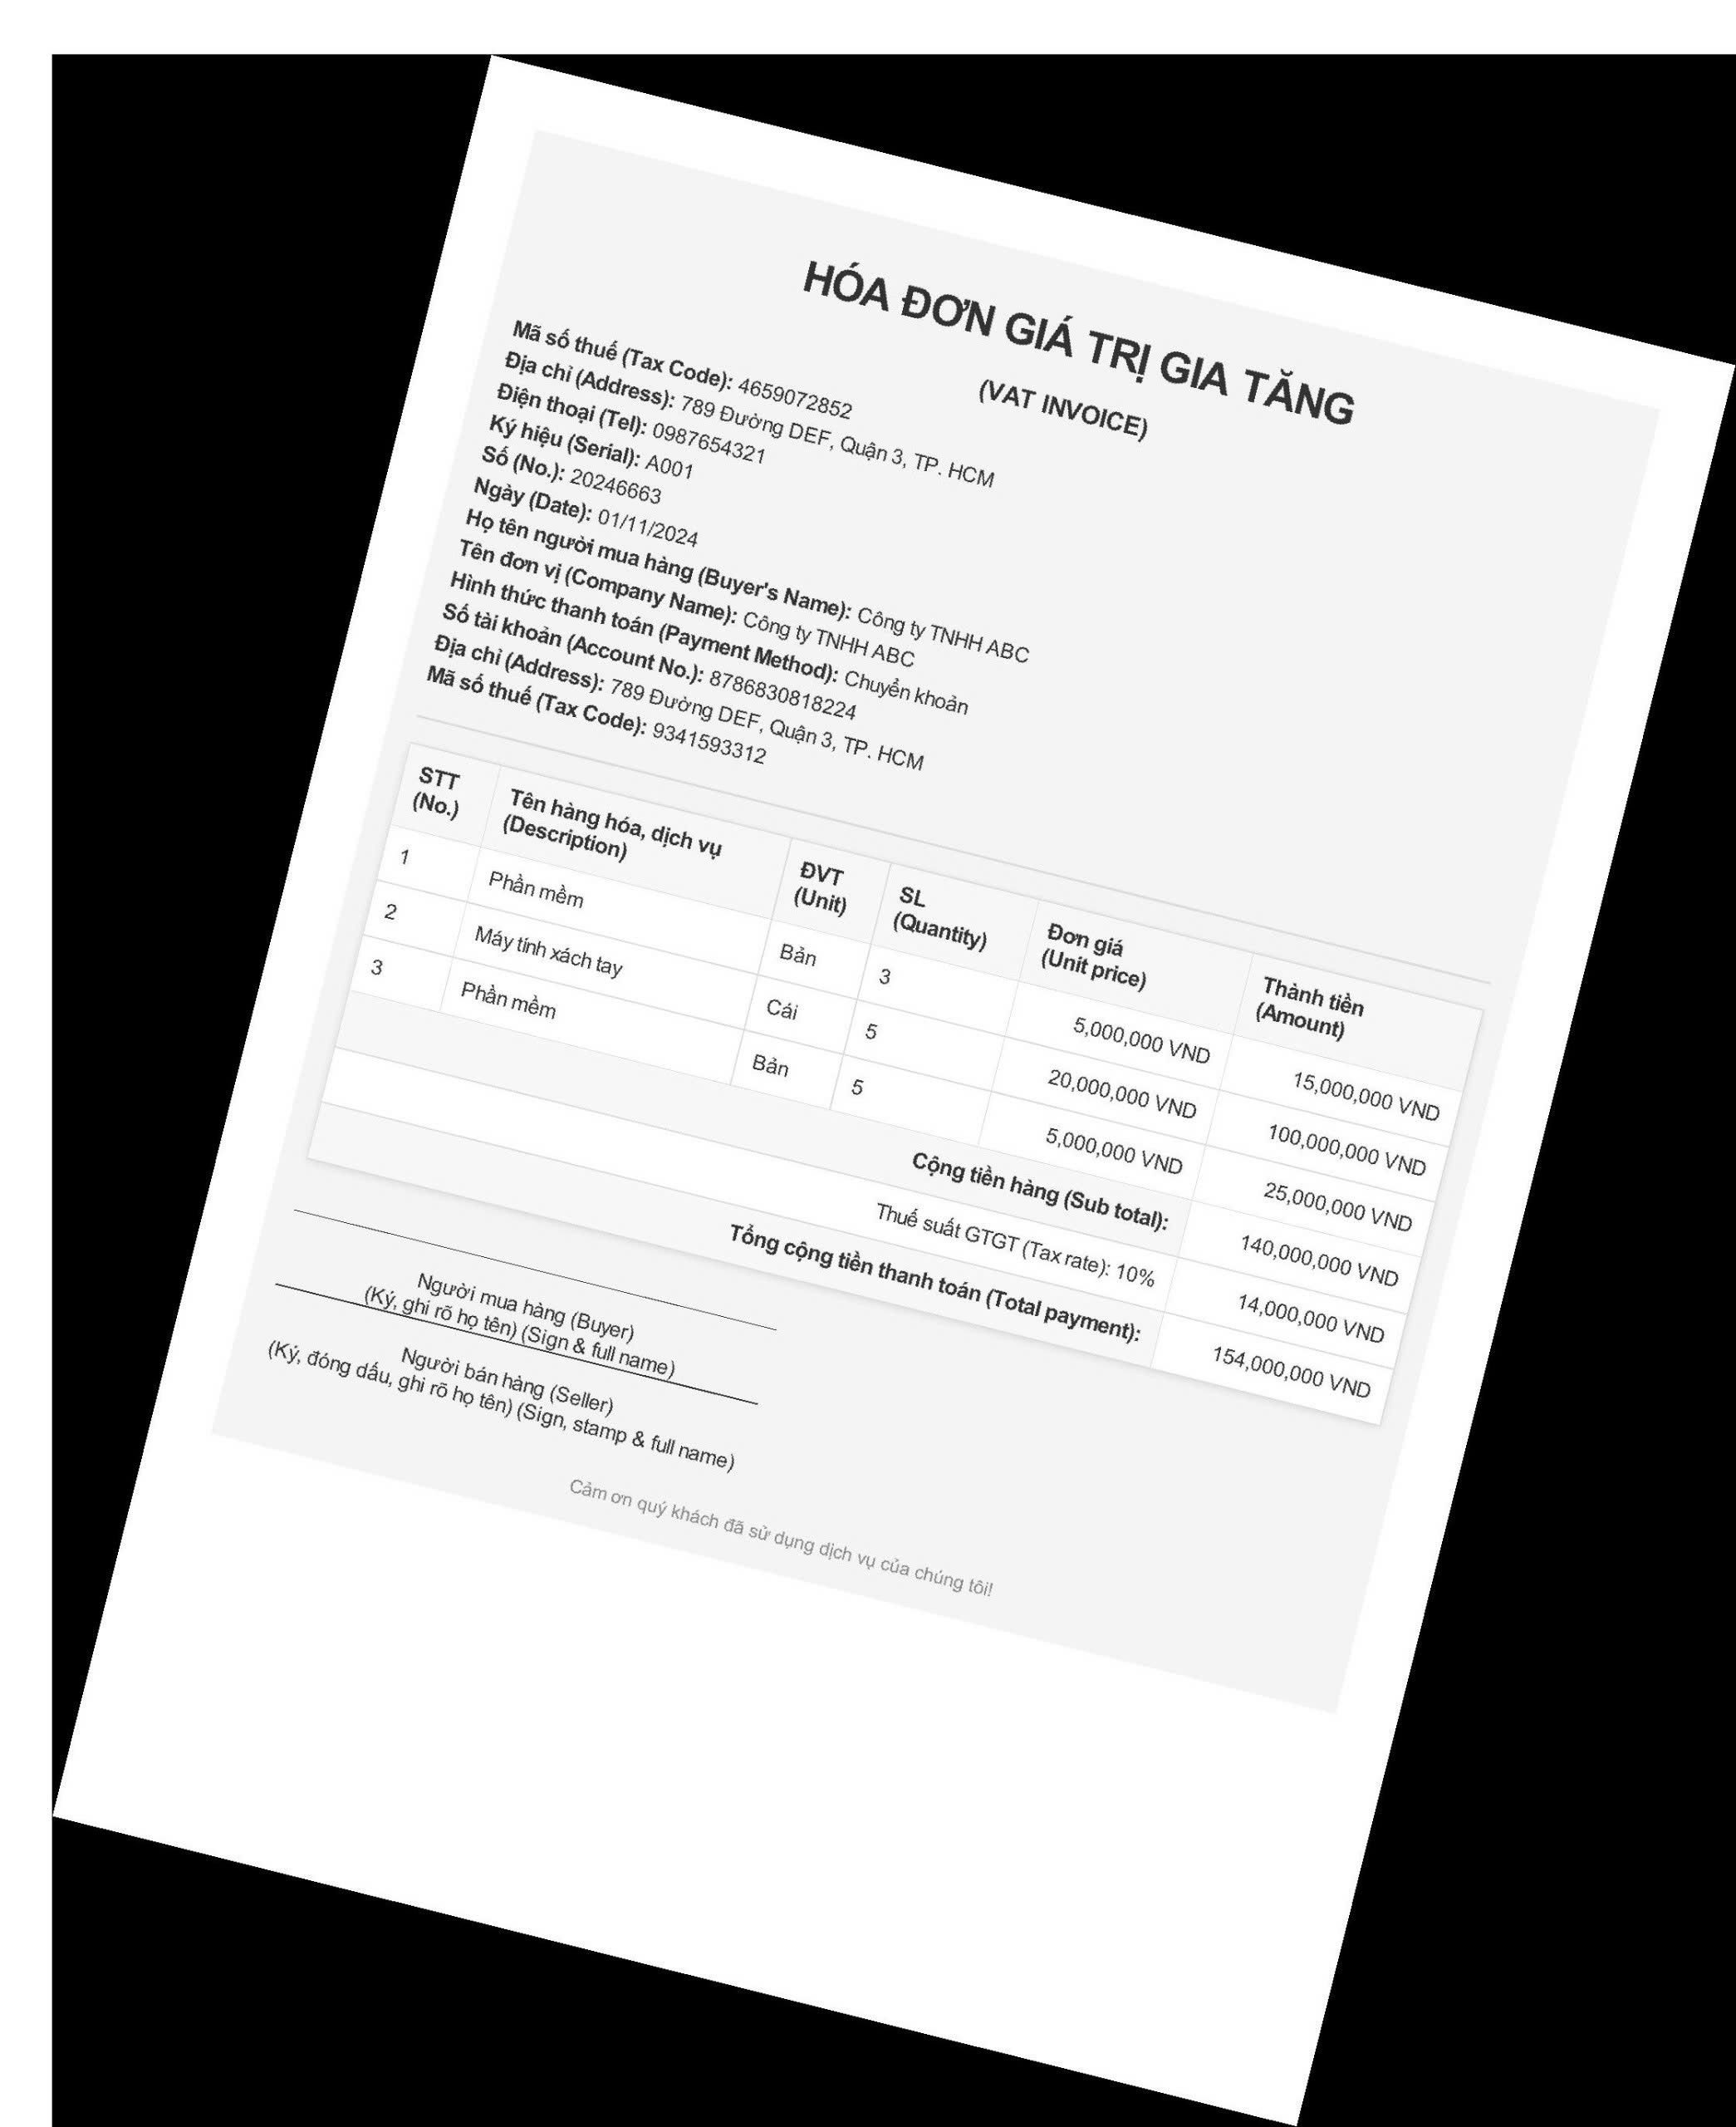 HÓA ĐƠN GIÁ TRỊ GIA TĂNG
(VAT INVOICE)
Mã số thuế (Tax Code): 4659072852
Địa chỉ (Address): 789 Đường DEF, Quận 3, TP. HCM
Điện thoại (Tel): 0987654321
Ký hiệu (Serial): A001
Số (No.): 20246663
Ngày (Date): 01/11/2024
Họ tên người mua hàng (Buyer's Name): Công ty TNHH ABC
Tên đơn vị (Company Name): Công ty TNHH ABC
Hình thức thanh toán (Payment Method): Chuyển khoản
Số tài khoản (Account No.): 8786830818224
Địa chỉ (Address): 789 Đường DEF, Quận 3, TP. HCM
Mã số thuế (Tax Code): 9341593312
STT (No.) Tên hàng hóa, dịch vụ (Description) ĐVT (Unit) SL (Quantity) Đơn giá (Unit price) Thành tiền (Amount)
1 Phần mềm Bản 3 5,000,000 VND 15,000,000 VND
2 Máy tính xách tay Cái 5 20,000,000 VND 100,000,000 VND
3 Phần mềm Bản 5 5,000,000 VND 25,000,000 VND
Cộng tiền hàng (Sub total): 140,000,000 VND
Thuế suất GTGT (Tax rate): 10% 14,000,000 VND
Tổng cộng tiền thanh toán (Total payment): 154,000,000 VND
Người mua hàng (Buyer)
(Ký, ghi rõ họ tên) (Sign & full name)
Người bán hàng (Seller)
(Ký, đóng dấu, ghi rõ họ tên) (Sign, stamp & full name)
Cảm ơn quý khách đã sử dụng dịch vụ của chúng tôi!